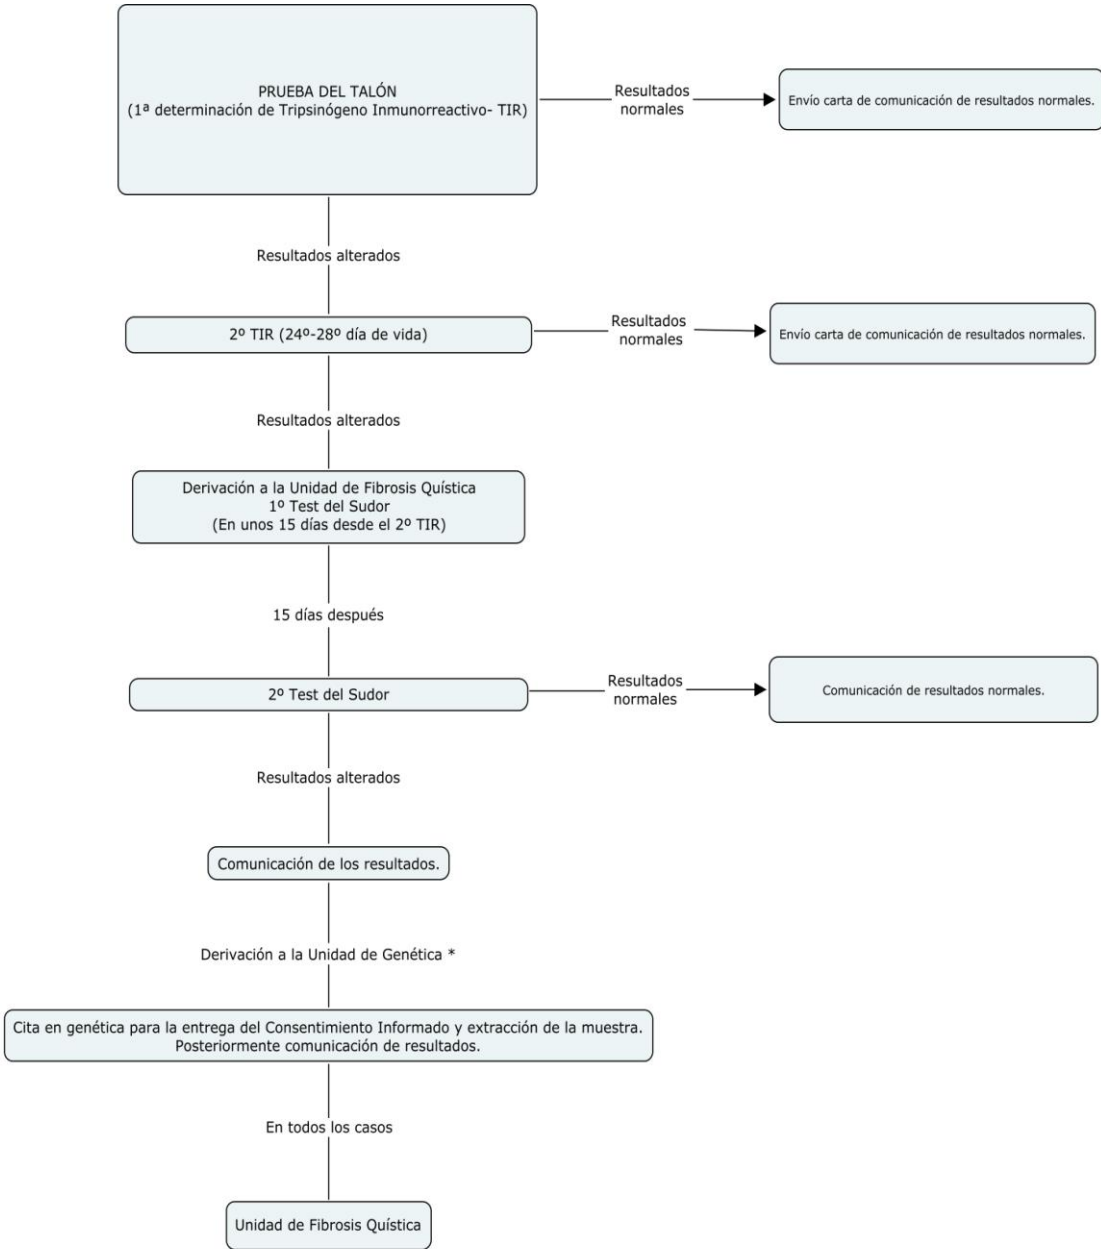 PRUEBA DEL TALÓN
(1ª determinación de Tripsinógeno Inmunorreactivo- TIR)
Resultados
normales
Envío carta de comunicación de resultados normales.
Resultados alterados
2º TIR (24º-28º día de vida)
Resultados
normales
Envío carta de comunicación de resultados normales.
Resultados alterados
Derivación a la Unidad de Fibrosis Quística
1º Test del Sudor
(En unos 15 días desde el 2º TIR)
15 días después
2º Test del Sudor
Resultados
normales
Comunicación de resultados normales.
Resultados alterados
Comunicación de los resultados.
Derivación a la Unidad de Genética *
Cita en genética para la entrega del Consentimiento Informado y extracción de la muestra.
Posteriormente comunicación de resultados.
En todos los casos
Unidad de Fibrosis Quística